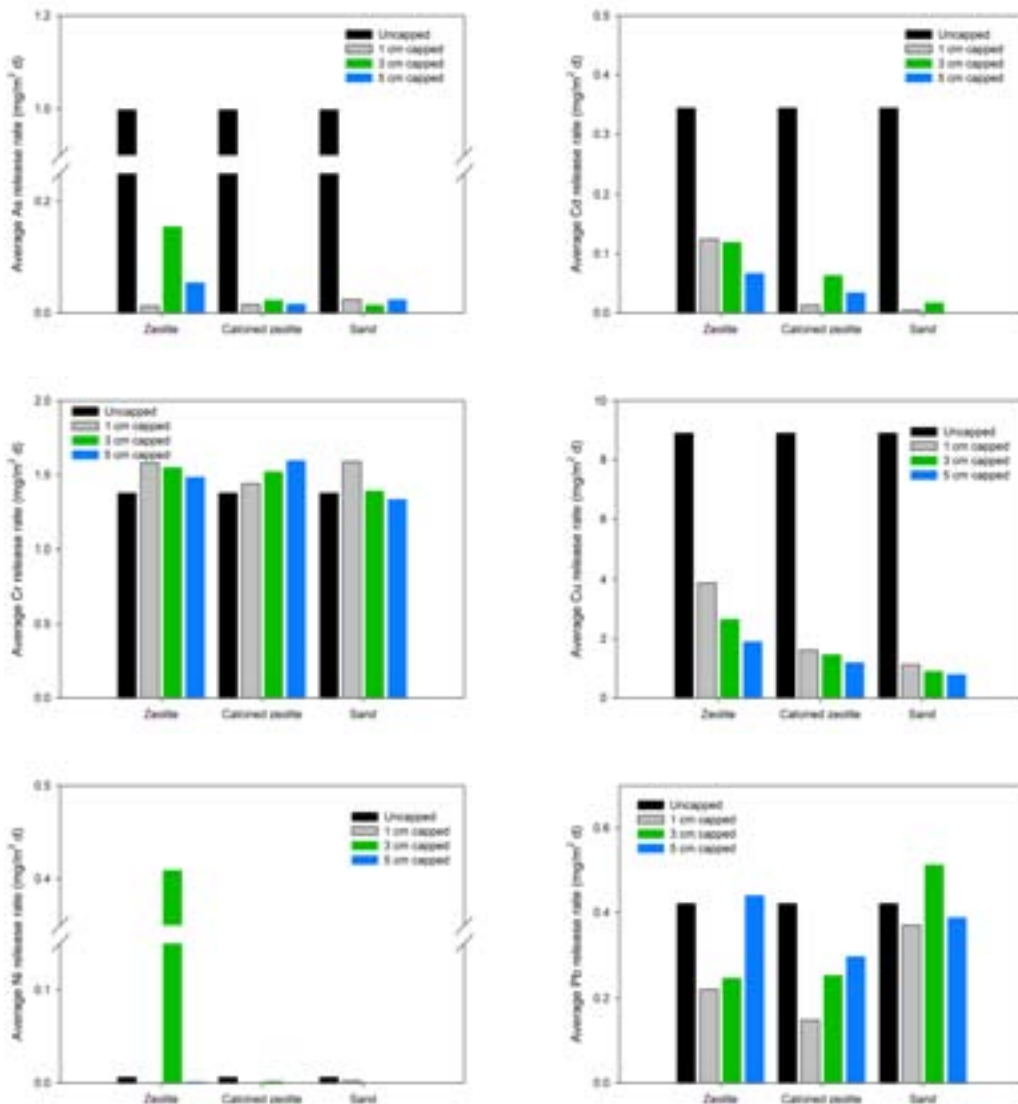 Average As release rate (mg/m² d)
1.2
1.0
0.2
0.0
Uncapped
1 cm capped
3 cm capped
5 cm capped
Zeolite Calcined zeolite Sand
Average Cd release rate (mg/m² d)
0.5
0.4
0.3
0.2
0.1
0.0
Uncapped
1 cm capped
3 cm capped
5 cm capped
Zeolite Calcined zeolite Sand
Average Cr release rate (mg/m² d)
2.0
1.5
1.0
0.5
0.0
Uncapped
1 cm capped
3 cm capped
5 cm capped
Zeolite Calcined zeolite Sand
Average Cu release rate (mg/m² d)
10
8
6
4
2
0
Uncapped
1 cm capped
3 cm capped
5 cm capped
Zeolite Calcined zeolite Sand
Average Ni release rate (mg/m² d)
0.5
0.4
0.1
0.0
Uncapped
1 cm capped
3 cm capped
5 cm capped
Zeolite Calcined zeolite Sand
Average Pb release rate (mg/m² d)
0.6
0.4
0.2
0.0
Uncapped
1 cm capped
3 cm capped
5 cm capped
Zeolite Calcined zeolite Sand